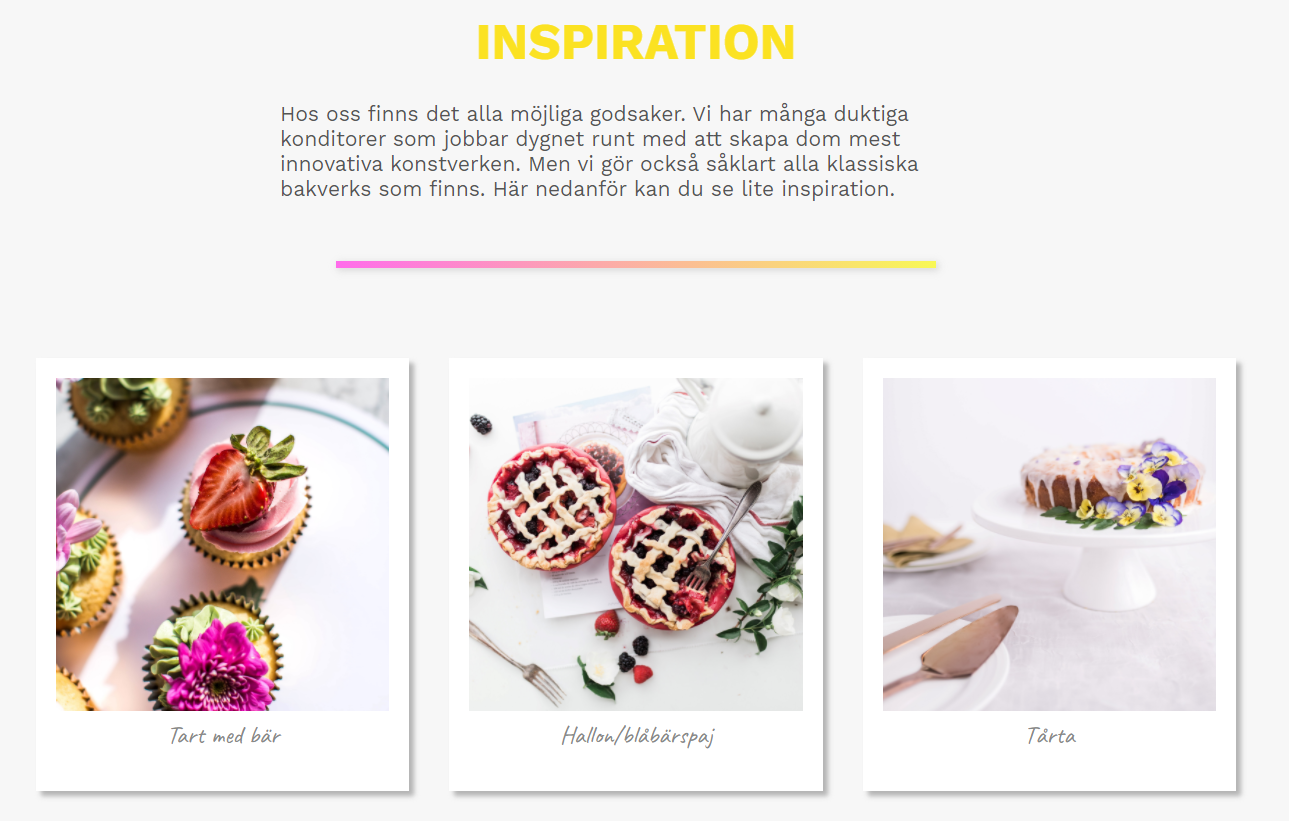 INSPIRATION
Hos oss finns det alla möjliga godsaker. Vi har många duktiga
konditorer som jobbar dygnet runt med att skapa dom mest
innovativa konstverken. Men vi gör också såklart alla klassiska
bakverks som finns. Här nedanför kan du se lite inspiration.
Tart med bär
Hallon/blåbärspaj
Tårta